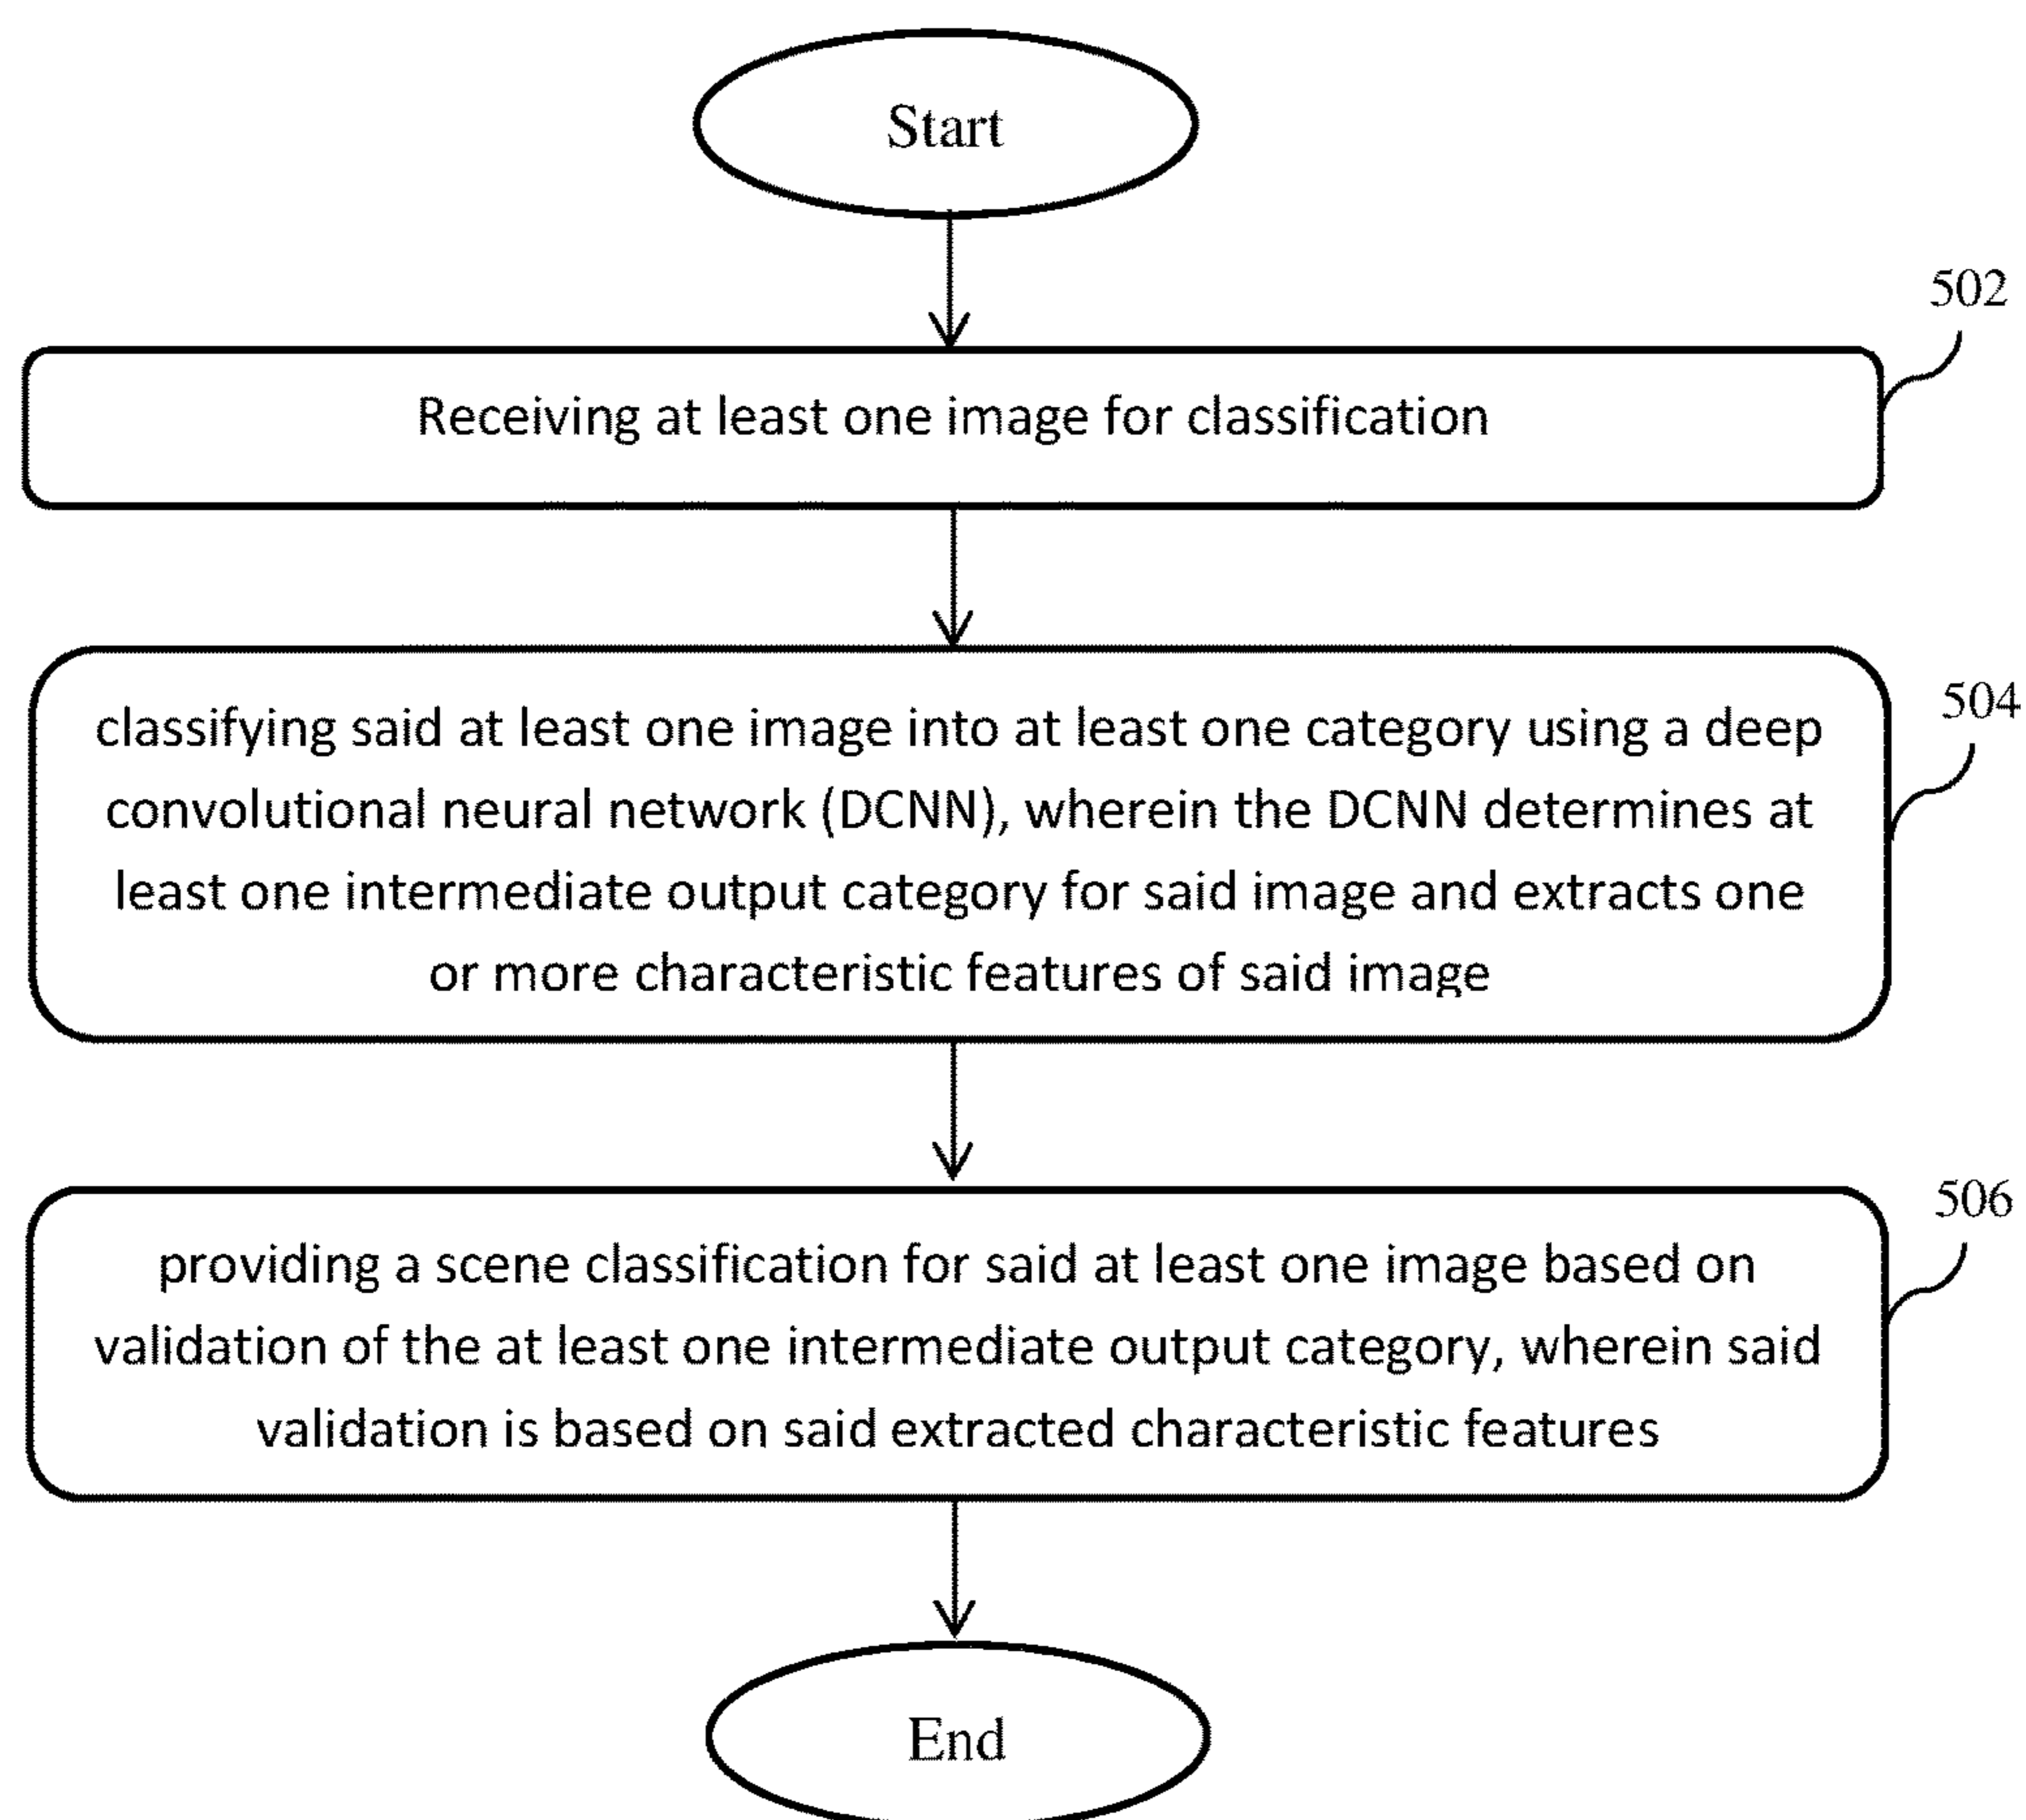 Start
502
Receiving at least one image for classification
504
classifying said at least one image into at least one category using a deep
convolutional neural network (DCNN), wherein the DCNN determines at
least one intermediate output category for said image and extracts one
or more characteristic features of said image
506
providing a scene classification for said at least one image based on
validation of the at least one intermediate output category, wherein said
validation is based on said extracted characteristic features
End